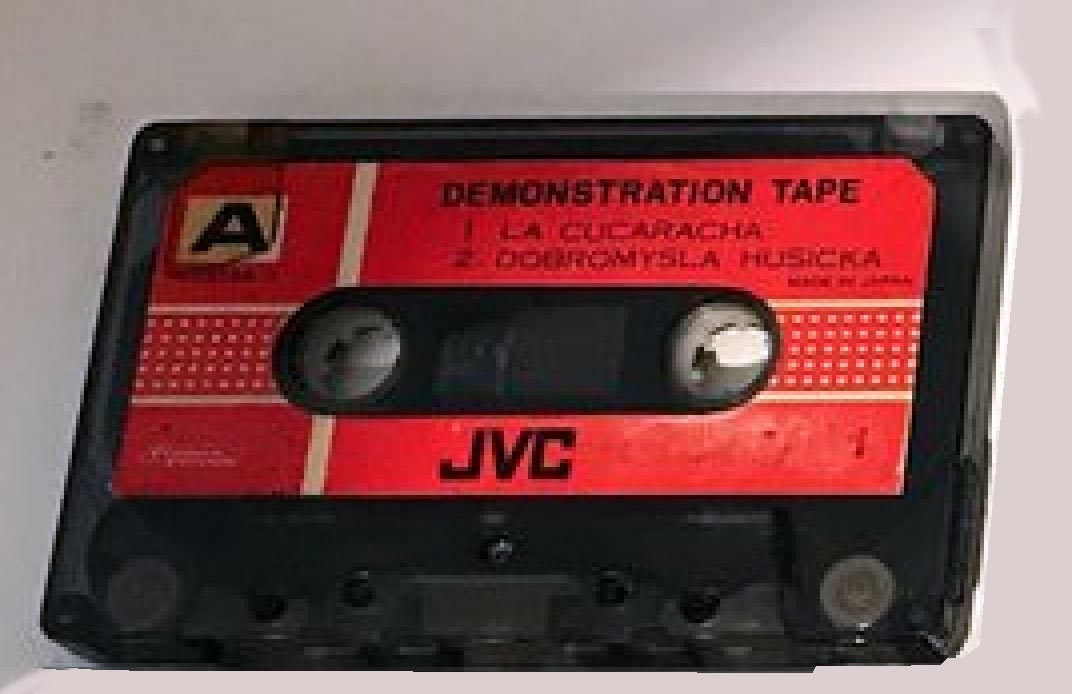 A
DEMONSTRATION TAPE
1. LA CUCARACHA
2. DOBROMYSLA HUSICKA
MADE IN JAPAN
JVC